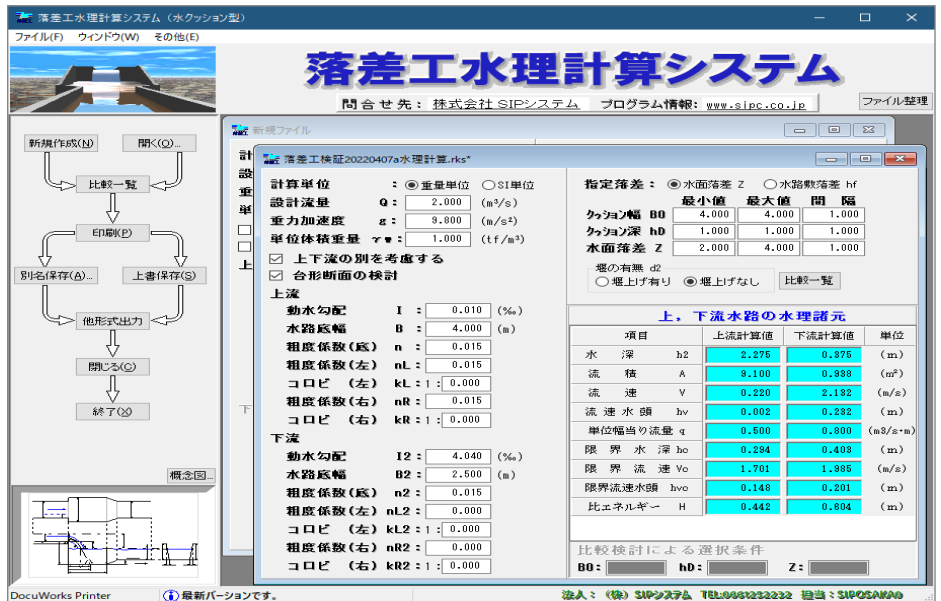 落差工水理計算システム（水クッション型）
ファイル(F) ウィンドウ(W) その他(E)
落差工水理計算システム
問合せ先： 株式会社 SIPシステム プログラム情報: www.sipc.co.jp
ファイル整理
新規作成(N) 開く(O)...
比較一覧
印刷(P)
別名保存(A)... 上書保存(S)
他形式出力
閉じる(C)
終了(X)
概念図...
新規ファイル
計
設
重
単
上
下
落差工検証20220407a水理計算.rks*
計算単位 : 重量単位 SI単位
設計流量 Q: 2.000 (m³/s)
重力加速度 g: 9.800 (m/s²)
単位体積重量 γw: 1.000 (tf/m³)
上下流の別を考慮する
台形断面の検討
上流
動水勾配 I : 0.010 (‰)
水路底幅 B : 4.000 (m)
粗度係数(底) n : 0.015
粗度係数(左) nL : 0.015
コロビ (左) kL : 1 : 0.000
粗度係数(右) nR : 0.015
コロビ (右) kR : 1 : 0.000
下流
動水勾配 I2 : 4.040 (‰)
水路底幅 B2 : 2.500 (m)
粗度係数(底) n2 : 0.015
粗度係数(左) nL2 : 0.000
コロビ (左) kL2 : 1 : 0.000
粗度係数(右) nR2 : 0.000
コロビ (右) kR2 : 1 : 0.000
指定落差： 水面落差 Z 水路敷落差 hf
最小値 最大値 間 隔
クッション幅 B0 4.000 4.000 1.000
クッション深 hD 1.000 1.000 1.000
水面落差 Z 2.000 4.000 1.000
堰の有無 d2
堰上げ有り 堰上げなし 比較一覧
上，下流水路の水理諸元
項目 上流計算値 下流計算値 単位
水 深 h2 2.275 0.375 (m)
流 積 A 9.100 0.938 (m²)
流 速 V 0.220 2.132 (m/s)
流 速 水 頭 hv 0.002 0.232 (m)
単位幅当り流量 q 0.500 0.800 (m3/s・m)
限 界 水 深 hc 0.294 0.403 (m)
限 界 流 速 Vc 1.701 1.985 (m/s)
限界流速水頭 hvc 0.148 0.201 (m)
比エネルギー H 0.442 0.604 (m)
比較検討による選択条件
B0: hD: Z:
DocuWorks Printer 最新バージョンです。 法人：（株）SIPシステム TEL:0661232232 担当：SIPOSAKA0